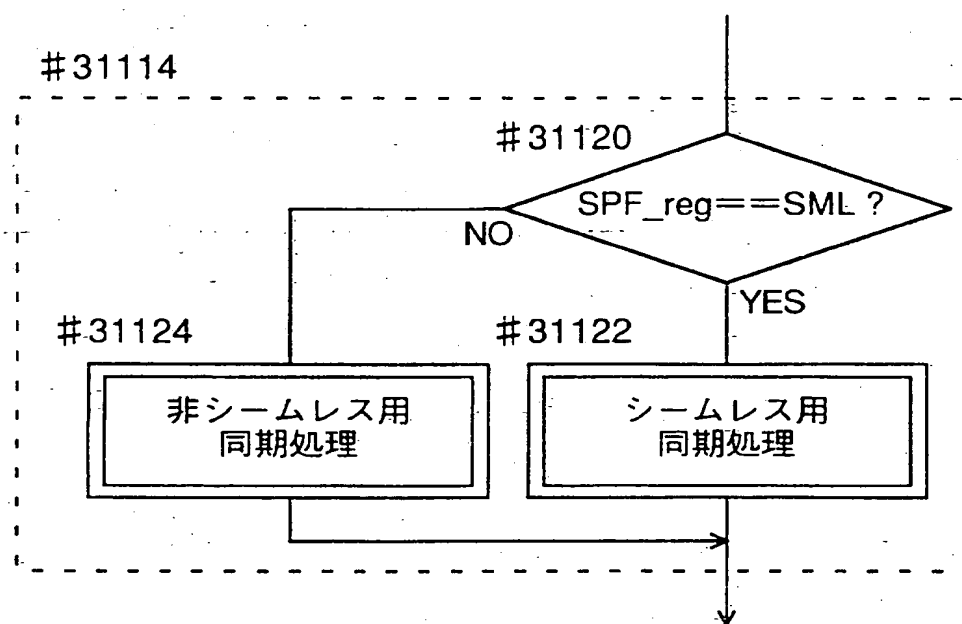 #31114
#31120
SPF_reg==SML ?
NO
YES
#31124
#31122
非シームレス用
同期処理
シームレス用
同期処理